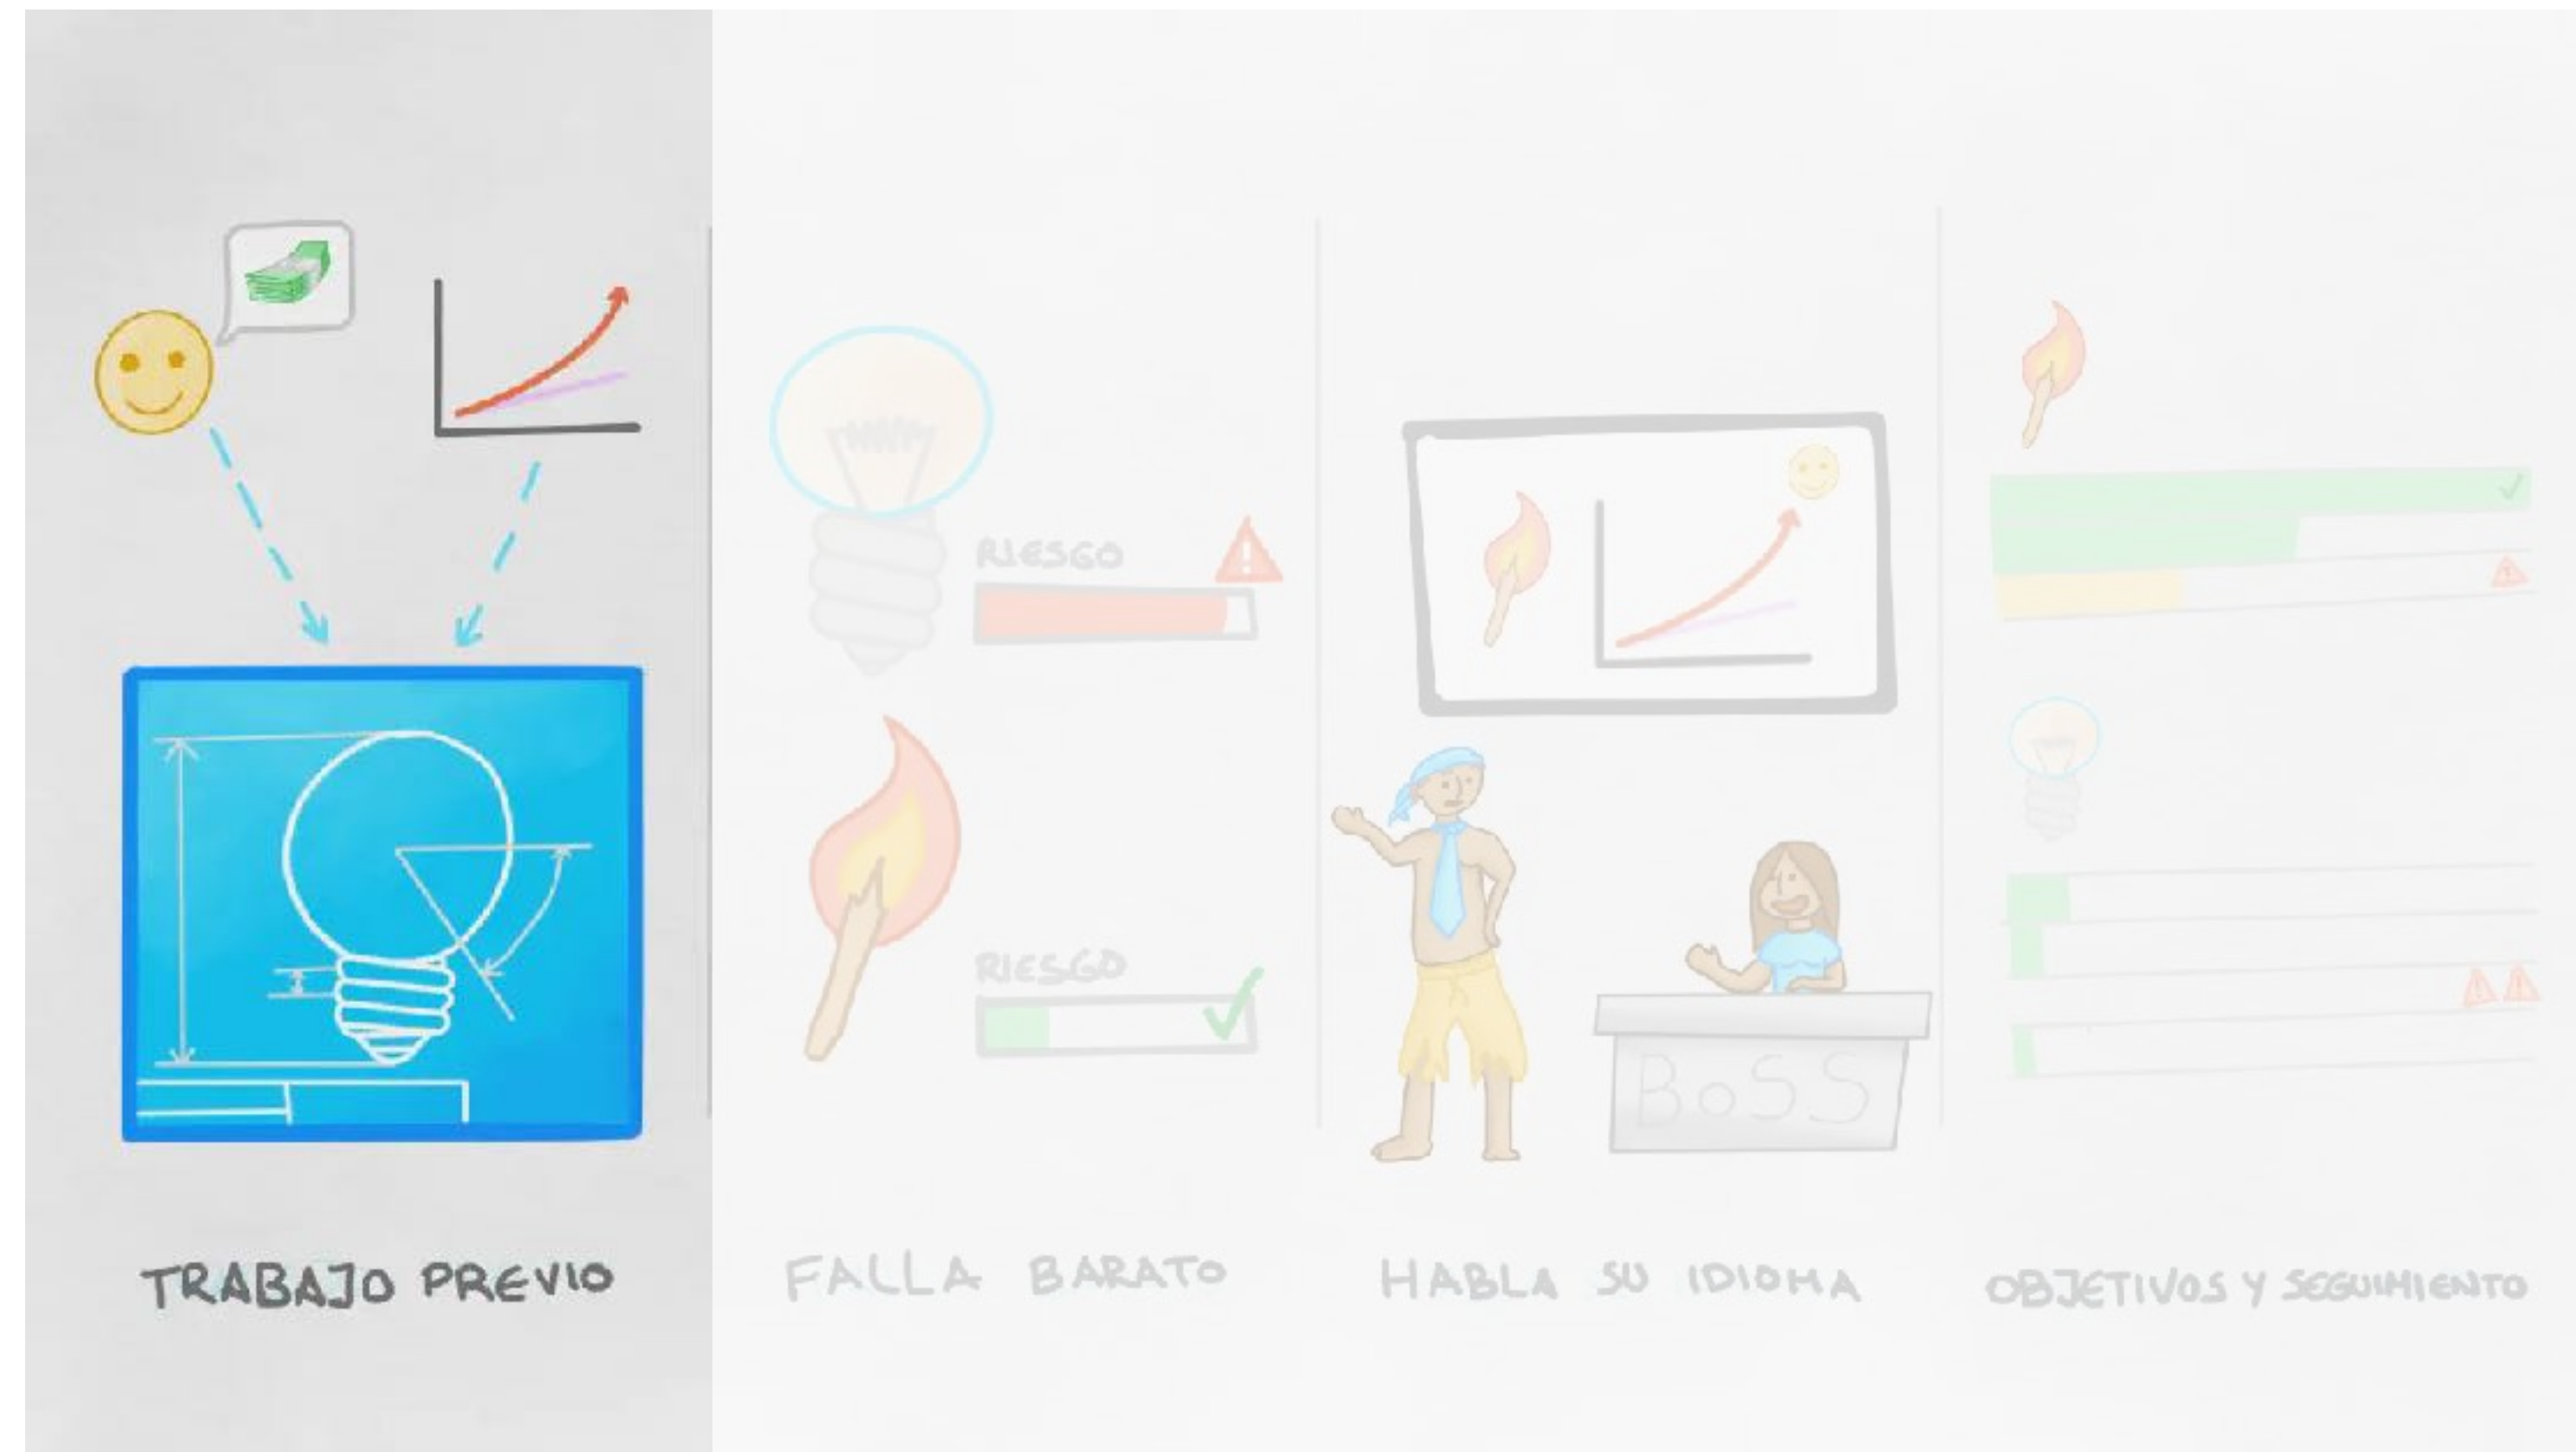 RIESGO
RIESGO
BOSS
TRABAJO PREVIO
FALLA BARATO
HABLA SU IDIOMA
OBJETIVOS Y SEGUIMIENTO